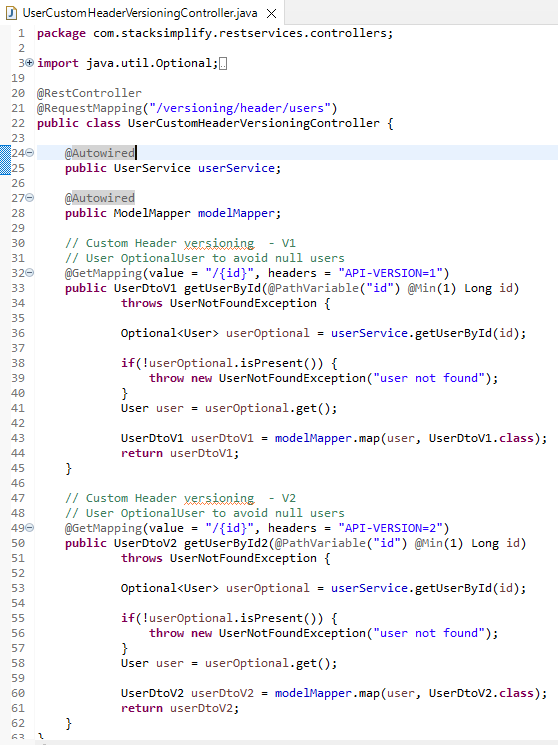 UserCustomHeaderVersioningController.java
1 package com.stacksimplify.restservices.controllers;
2
3 import java.util.Optional;
19
20 @RestController
21 @RequestMapping("/versioning/header/users")
22 public class UserCustomHeaderVersioningController {
23
24 @Autowired
25 public UserService userService;
26
27 @Autowired
28 public ModelMapper modelMapper;
29
30 // Custom Header versioning  - V1
31 // User OptionalUser to avoid null users
32 @GetMapping(value = "/{id}", headers = "API-VERSION=1")
33 public UserDtoV1 getUserById(@PathVariable("id") @Min(1) Long id)
34 throws UserNotFoundException {
35
36 Optional<User> userOptional = userService.getUserById(id);
37
38 if(!userOptional.isPresent()) {
39 throw new UserNotFoundException("user not found");
40 }
41 User user = userOptional.get();
42
43 UserDtoV1 userDtoV1 = modelMapper.map(user, UserDtoV1.class);
44 return userDtoV1;
45 }
46
47 // Custom Header versioning  - V2
48 // User OptionalUser to avoid null users
49 @GetMapping(value = "/{id}", headers = "API-VERSION=2")
50 public UserDtoV2 getUserById2(@PathVariable("id") @Min(1) Long id)
51 throws UserNotFoundException {
52
53 Optional<User> userOptional = userService.getUserById(id);
54
55 if(!userOptional.isPresent()) {
56 throw new UserNotFoundException("user not found");
57 }
58 User user = userOptional.get();
59
60 UserDtoV2 userDtoV2 = modelMapper.map(user, UserDtoV2.class);
61 return userDtoV2;
62 }
63 }